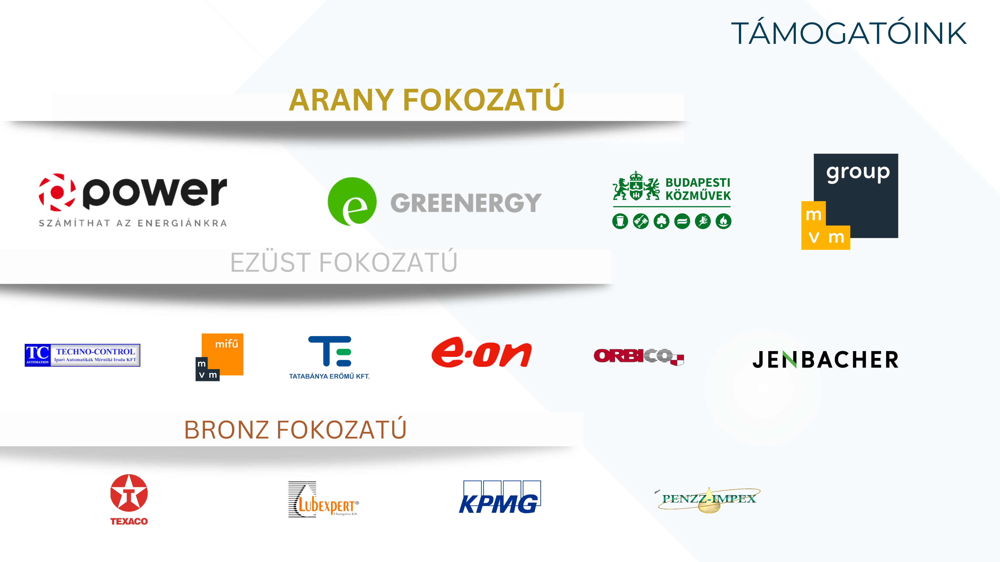 TÁMOGATÓINK
ARANY FOKOZATÚ
power
SZÁMÍTHAT AZ ENERGIÁNKRA
e GREENERGY
BUDAPESTI
KÖZMŰVEK
group
m
v m
EZÜST FOKOZATÚ
TC
AUTOMATION
TECHNO-CONTROL
Ipari Automatikák Mérnöki Iroda KFT
mifű
m
v m
TE
TATABÁNYA ERŐMŰ KFT.
e·on
ORBICO
JENBACHER
BRONZ FOKOZATÚ
T
TEXACO
LUBEXPERT®
Hungária Kft.
KPMG
PENZZ-IMPEX